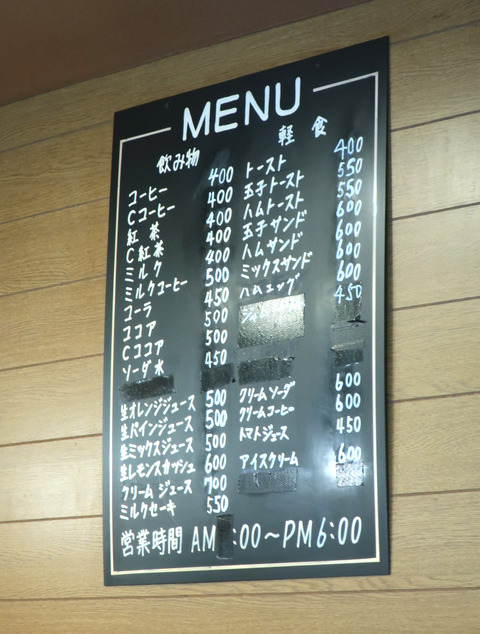 MENU
飲み物
コーヒー 400
Cコーヒー 400
紅茶 400
C紅茶 400
ミルク 400
ミルクコーヒー 500
コーラ 450
ココア 500
Cココア 500
ソーダ水 450
生オレンジジュース 500
生パインジュース 500
生ミックスジュース 500
生レモンスカッシュ 600
クリームジュース 700
ミルクセーキ 550
軽食
トースト 400
玉子トースト 550
ハムトースト 550
玉子サンド 600
ハムサンド 600
ミックスサンド 600
ハムエッグ 450
クリームソーダ 600
クリームコーヒー 600
トマトジュース 450
アイスクリーム 600
営業時間 AM :00～PM6:00